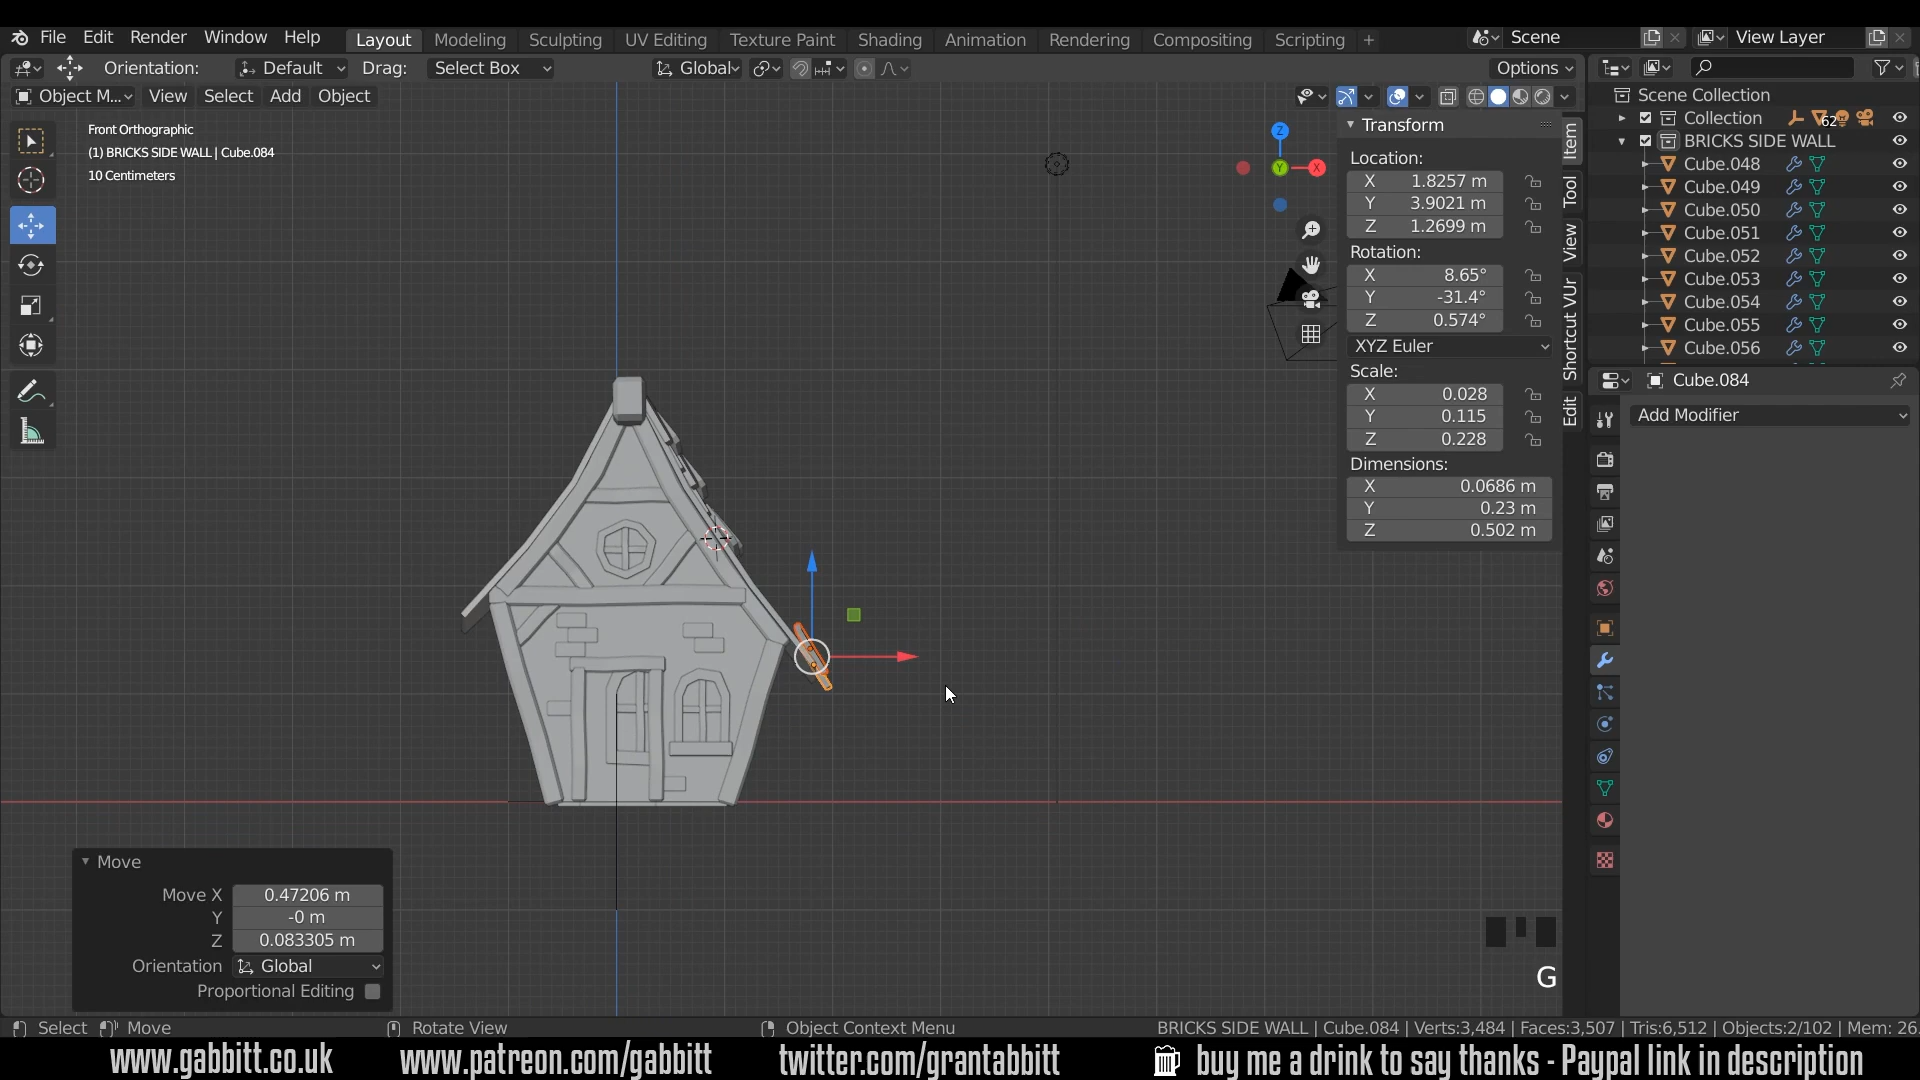 File Edit Render Window Help
Layout Modeling Sculpting UV Editing Texture Paint Shading Animation Rendering Compositing Scripting +
Scene
View Layer
Orientation: Default Drag: Select Box
Global
Options
Object M... View Select Add Object
Front Orthographic
(1) BRICKS SIDE WALL | Cube.084
10 Centimeters
Z
Y
X
Transform
Location:
X 1.8257 m
Y 3.9021 m
Z 1.2699 m
Rotation:
X 8.65°
Y -31.4°
Z 0.574°
XYZ Euler
Scale:
X 0.028
Y 0.115
Z 0.228
Dimensions:
X 0.0686 m
Y 0.23 m
Z 0.502 m
Item
Tool
View
Shortcut VUr
Edit
Scene Collection
Collection 62
BRICKS SIDE WALL
Cube.048
Cube.049
Cube.050
Cube.051
Cube.052
Cube.053
Cube.054
Cube.055
Cube.056
Cube.084
Add Modifier
Move
Move X 0.47206 m
Y -0 m
Z 0.083305 m
Orientation Global
Proportional Editing
G
Select Move Rotate View Object Context Menu
BRICKS SIDE WALL | Cube.084 | Verts:3,484 | Faces:3,507 | Tris:6,512 | Objects:2/102 | Mem: 26.
www.gabbitt.co.uk www.patreon.com/gabbitt twitter.com/grantabbitt buy me a drink to say thanks - Paypal link in description